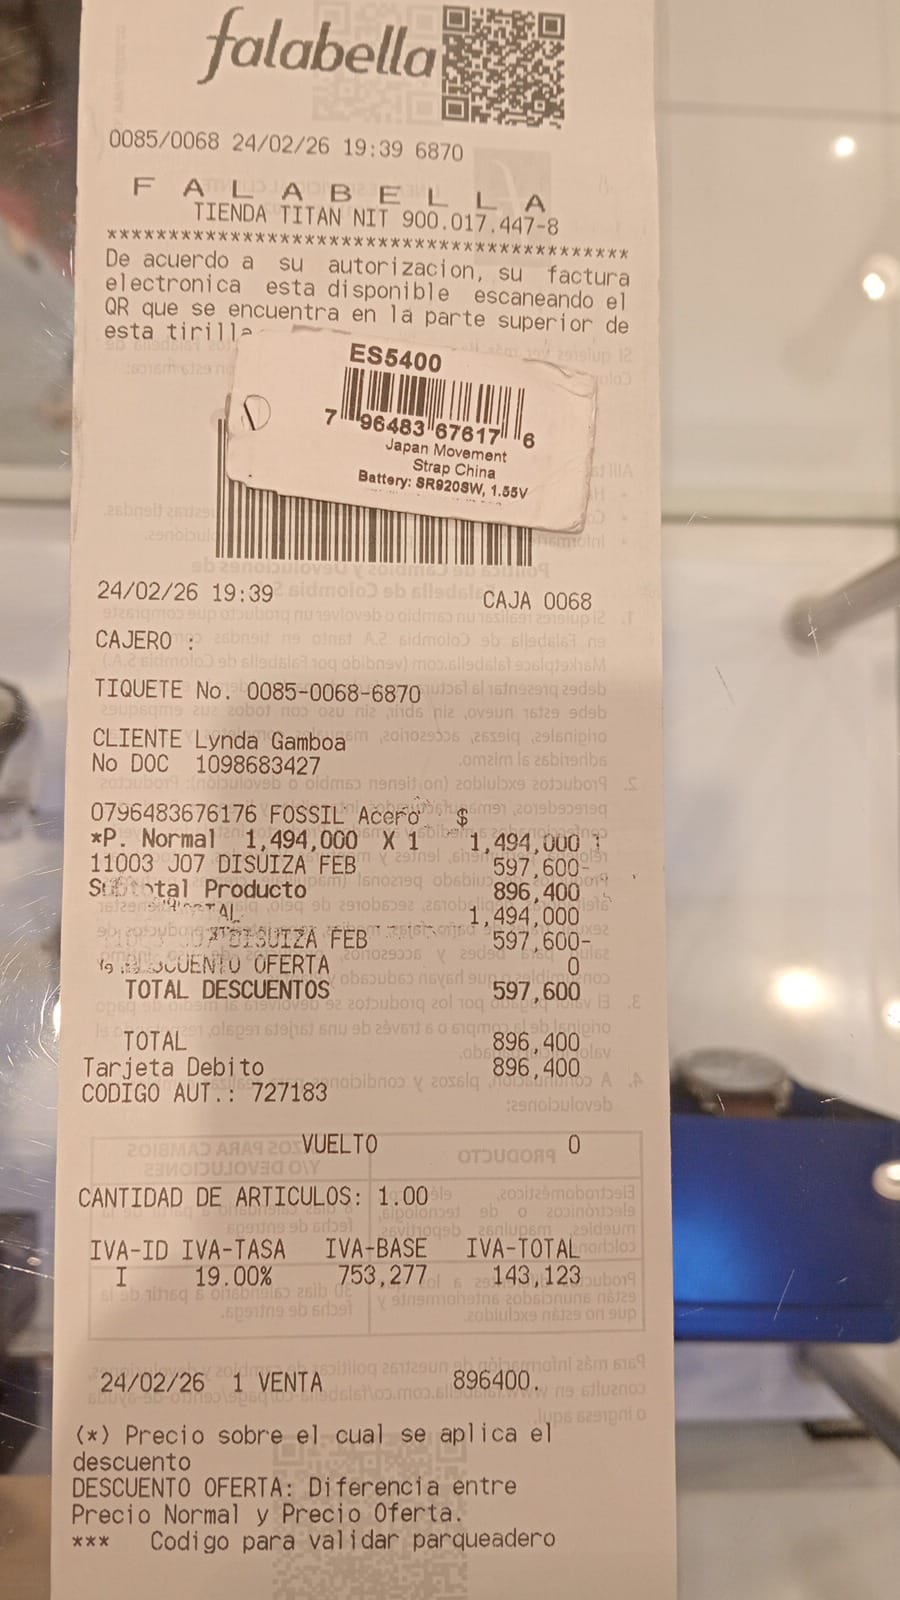 falabella
0085/0068 24/02/26 19:39 6870
F A L A B E L L A
TIENDA TITAN NIT 900.017.447-8
*******************************************
De acuerdo a su autorizacion, su factura
electronica esta disponible escaneando el
QR que se encuentra en la parte superior de
esta tirilla
ES5400
7 96483 67617 6
Japan Movement
Strap China
Battery: SR920SW, 1.55V
24/02/26 19:39 CAJA 0068
CAJERO :
TIQUETE No. 0085-0068-6870
CLIENTE Lynda Gamboa
No DOC 1098683427
0796483676176 FOSSIL Acero $
*P. Normal 1,494,000 X 1 1,494,000
11003 J07 DISUIZA FEB 597,600-
Subtotal Producto 896,400
1,494,000
11003 J07 DISUIZA FEB 597,600-
DESCUENTO OFERTA 0
TOTAL DESCUENTOS 597,600
TOTAL 896,400
Tarjeta Debito 896,400
CODIGO AUT.: 727183
VUELTO 0
CANTIDAD DE ARTICULOS: 1.00
IVA-ID IVA-TASA IVA-BASE IVA-TOTAL
I 19.00% 753,277 143,123
24/02/26 1 VENTA 896400.
(*) Precio sobre el cual se aplica el
descuento
DESCUENTO OFERTA: Diferencia entre
Precio Normal y Precio Oferta.
*** Codigo para validar parqueadero